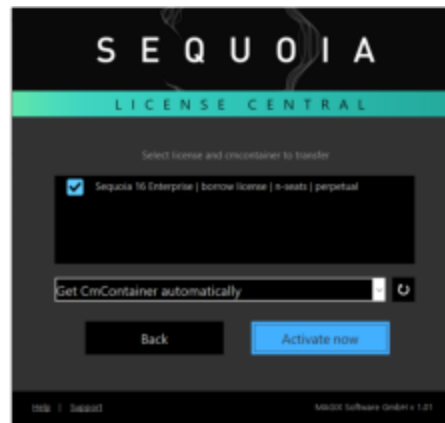 SEQUOIA
LICENSE CENTRAL
Select license and cmcontainer to transfer
Sequoia 16 Enterprise | borrow license | n-seats | perpetual
Get CmContainer automatically
Back
Activate now
Help | Support
MAGIX Software GmbH v 1.01